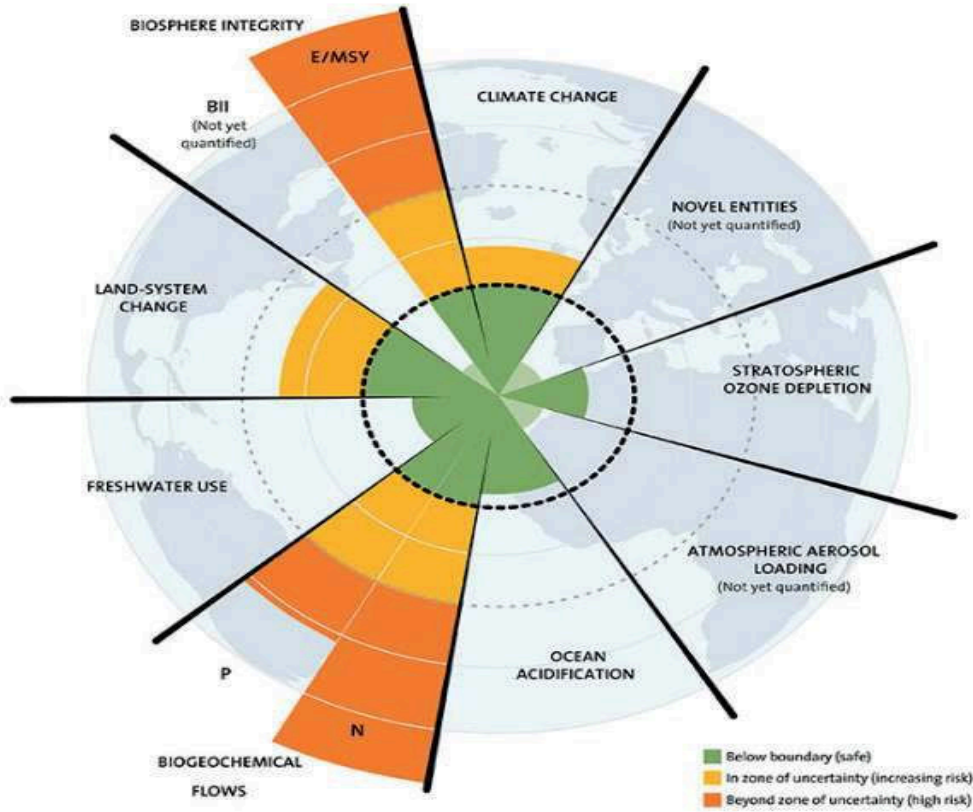 BIOSPHERE INTEGRITY
E/MSY
BII
(Not yet
quantified)
CLIMATE CHANGE
NOVEL ENTITIES
(Not yet quantified)
LAND-SYSTEM
CHANGE
STRATOSPHERIC
OZONE DEPLETION
FRESHWATER USE
ATMOSPHERIC AEROSOL
LOADING
(Not yet quantified)
OCEAN
ACIDIFICATION
P
N
BIOGEOCHEMICAL
FLOWS
Below boundary (safe)
In zone of uncertainty (increasing risk)
Beyond zone of uncertainty (high risk)